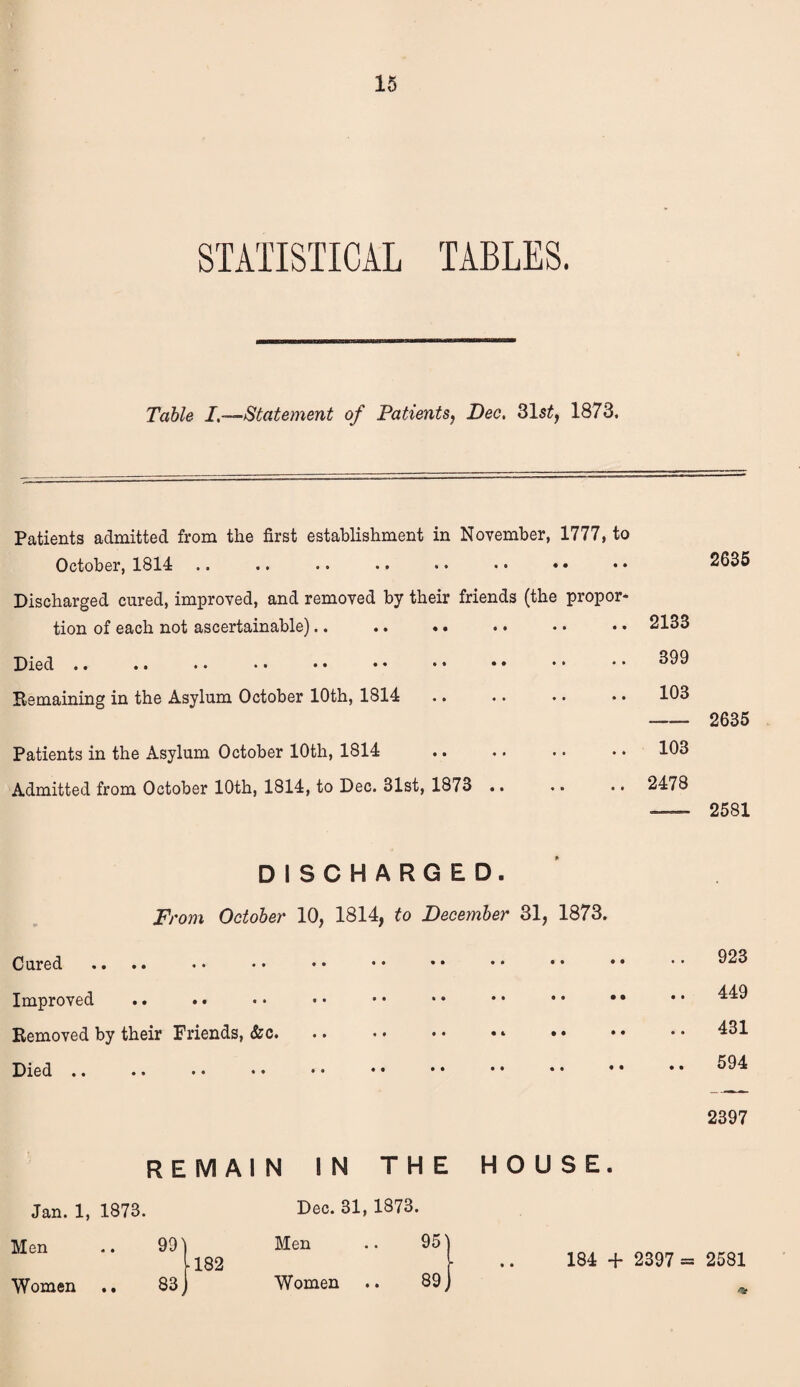 15
STATISTICAL TABLES.
Table I.—Statement of Patients, Dec. 31st, 1873.
Patients admitted from the first establishment in November, 1777, to
October, 1814 .. .. .. .. .. .. .. .. 2635
Discharged cured, improved, and removed by their friends (the propor-
tion of each not ascertainable).. .. .. .. .. .. 2133
Died .. .. .. .. .. .. .. .. .. .. 399
Remaining in the Asylum October 10th, 1814 .. .. .. .. 103
—— 2635
Patients in the Asylum October 10th, 1814 .. .. .. .. 103
Admitted from October 10th, 1814, to Dec. 31st, 1873 .. .. .. 2478
—— 2581
DISCHARGED.
From October 10, 1814, to December 31, 1873.
Cured .. .. .. .. .. .. .. .. .. .. .. .. 923
Improved .. .. .. .. .. .. .. .. .. .. 449
Removed by their Friends, &c. .. .. .. .. .. .. .. 431
Died .. .. .. .. .. .. .. .. .. .. .. 594
——
2397
REMAIN IN THE HOUSE.
Jan. 1, 1873. Dec. 31, 1873.
Men .. 99 Men .. 95
182 .. 184 + 2397 = 2581
Women .. 83 Women .. 89